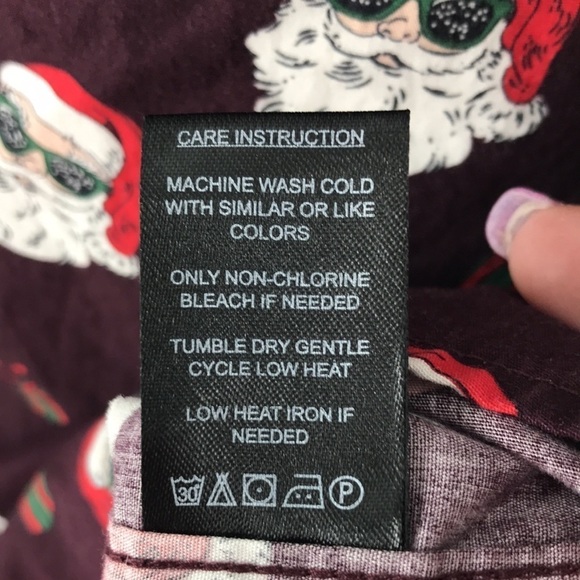 CARE INSTRUCTION
MACHINE WASH COLD
WITH SIMILAR OR LIKE
COLORS
ONLY NON-CHLORINE
BLEACH IF NEEDED
TUMBLE DRY GENTLE
CYCLE LOW HEAT
LOW HEAT IRON IF
NEEDED
30 P